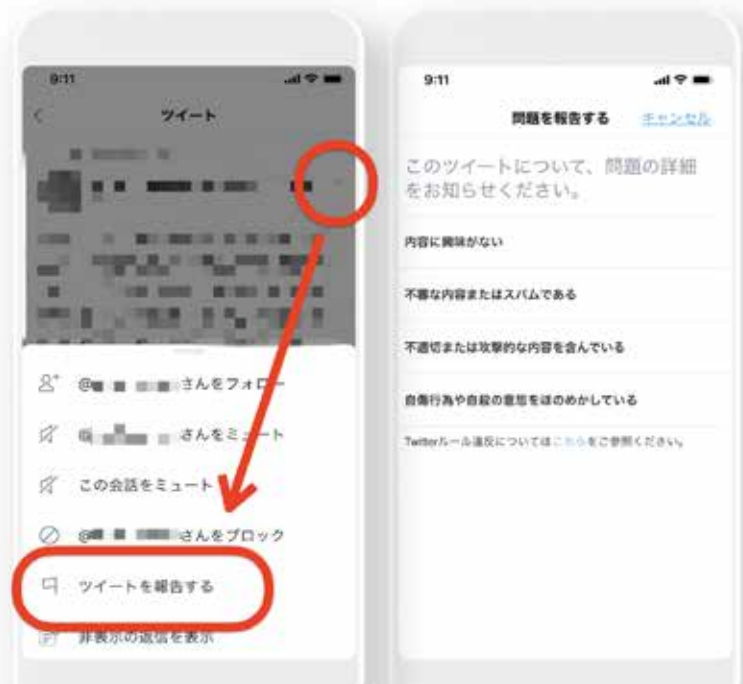 9:11
ツイート
さんをフォロー
さんをミュート
この会話をミュート
さんをブロック
ツイートを報告する
非表示の返信を表示
9:11
問題を報告する
キャンセル
このツイートについて、問題の詳細
をお知らせください。
内容に興味がない
不審な内容またはスパムである
不適切または攻撃的な内容を含んでいる
自傷行為や自殺の意思をほのめかしている
Twitterルール違反についてはこちらをご参照ください。